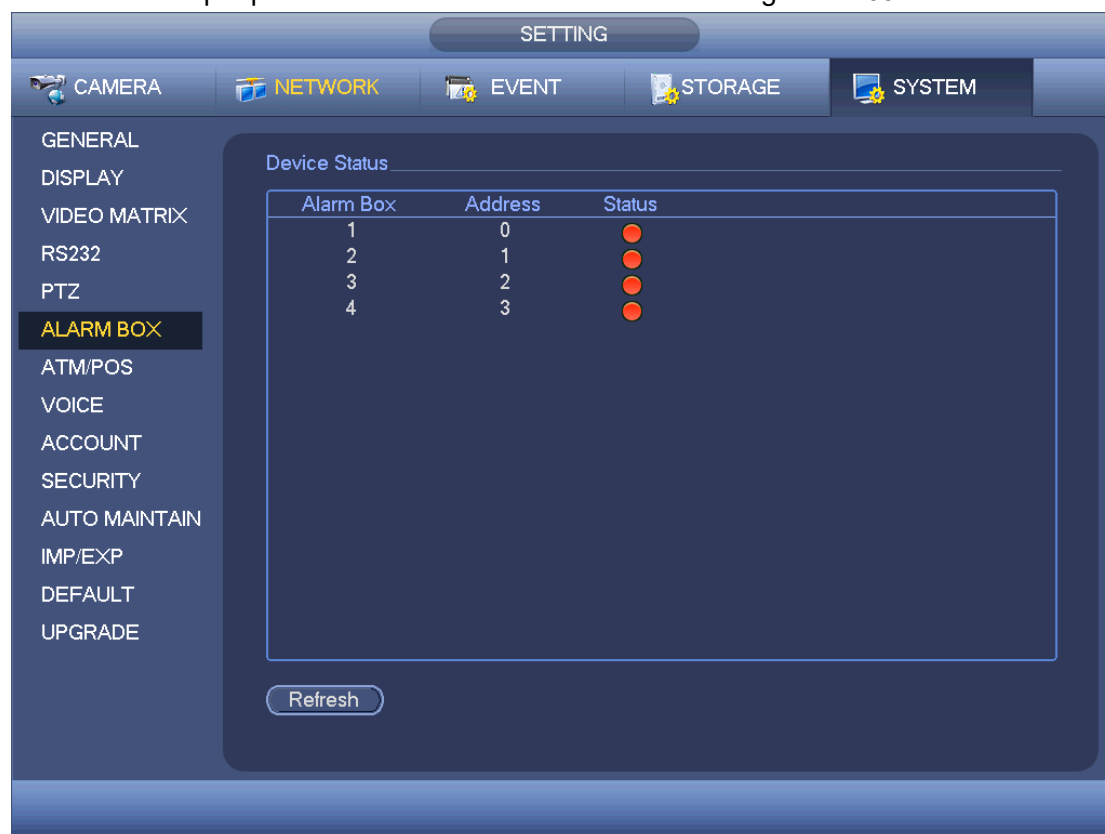 SETTING
CAMERA NETWORK EVENT STORAGE SYSTEM
GENERAL
DISPLAY
VIDEO MATRIX
RS232
PTZ
ALARM BOX
ATM/POS
VOICE
ACCOUNT
SECURITY
AUTO MAINTAIN
IMP/EXP
DEFAULT
UPGRADE
Device Status
Alarm Box Address Status
1 0
2 1
3 2
4 3
Refresh